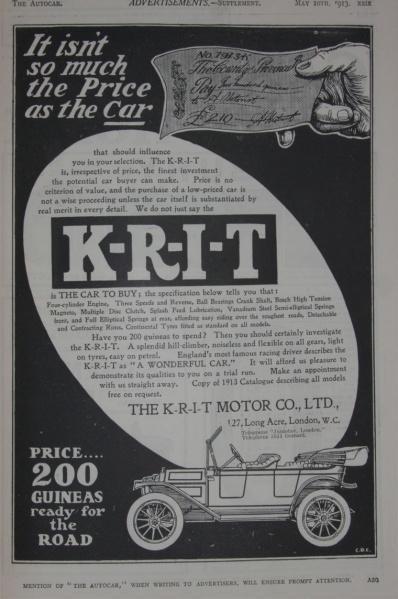 The Autocar. ADVERTISEMENTS.—Supplement. May 10th, 1913. xxix
It isn't
so much
the Price
as the Car
No. 79134
The County Provincial
Pay
£210
that should influence
you in your selection. The K-R-I-T
is, irrespective of price, the finest investment
the potential car buyer can make. Price is no
criterion of value, and the purchase of a low-priced car is
not a wise proceeding unless the car itself is substantiated by
real merit in every detail. We do not just say the
K-R-I-T
is THE CAR TO BUY; the specification below tells you that:
Four-cylinder Engine, Three Speeds and Reverse, Ball Bearings Crank Shaft, Bosch High Tension
Magneto, Multiple Disc Clutch, Splash Feed Lubrication, Vanadium Steel Semi-elliptical Springs
front, and Full Elliptical Springs at rear, affording easy riding over the roughest roads, Detachable
and Contracting Rims, Continental Tyres fitted as standard on all models.
Have you 200 guineas to spend? Then you should certainly investigate
the K-R-I-T. A splendid hill-climber, noiseless and flexible on all gears, light
on tyres, easy on petrol. England's most famous racing driver describes the
K-R-I-T as "A WONDERFUL CAR." It will afford us pleasure to
demonstrate its qualities to you on a trial run. Make an appointment
with us straight away. Copy of 1913 Catalogue describing all models
free on request.
THE K-R-I-T MOTOR CO., LTD.,
127, Long Acre, London, W.C.
London."
Telephone Gerrard.
PRICE....
200
GUINEAS
ready for
the
ROAD
C.D.C.
MENTION OF "THE AUTOCAR," WHEN WRITING TO ADVERTISERS, WILL ENSURE PROMPT ATTENTION. A29